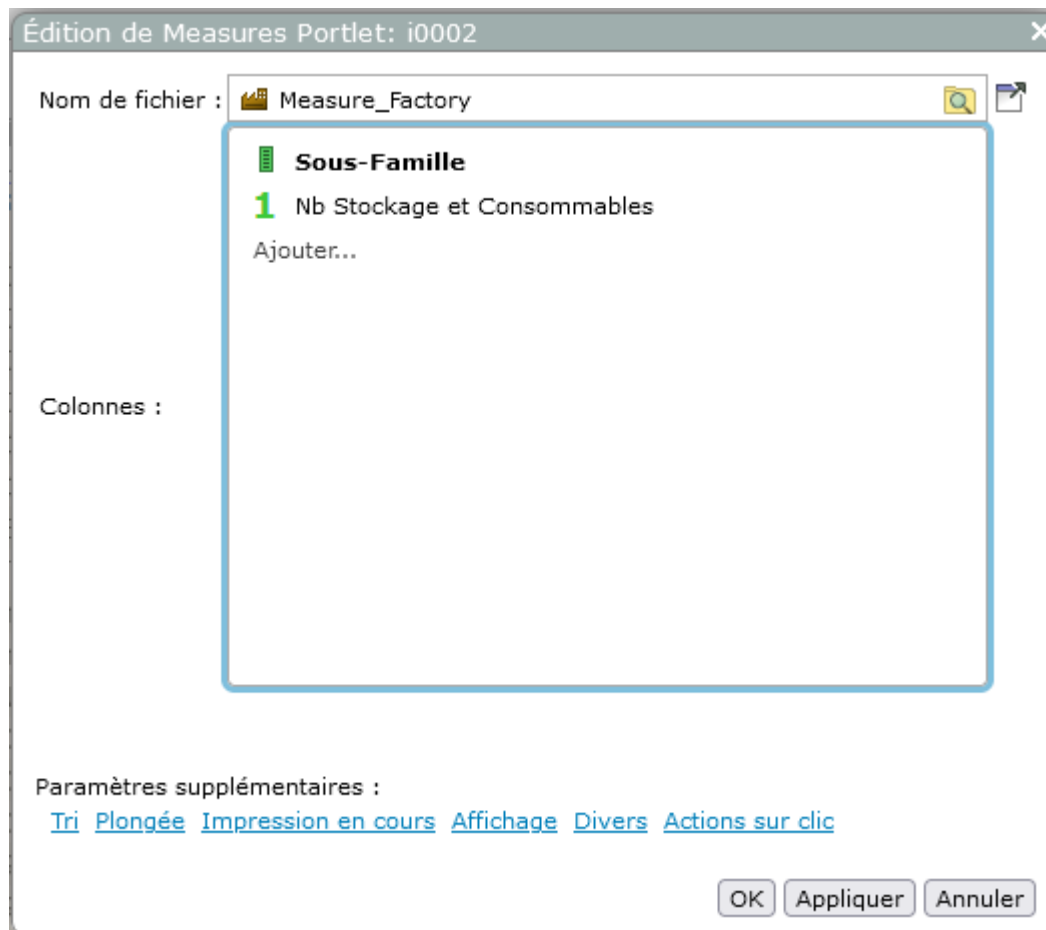 Édition de Measures Portlet: i0002
Nom de fichier : Measure_Factory
Sous-Famille
1 Nb Stockage et Consommables
Ajouter...
Colonnes :
Paramètres supplémentaires :
Tri Plongée Impression en cours Affichage Divers Actions sur clic
OK Appliquer Annuler